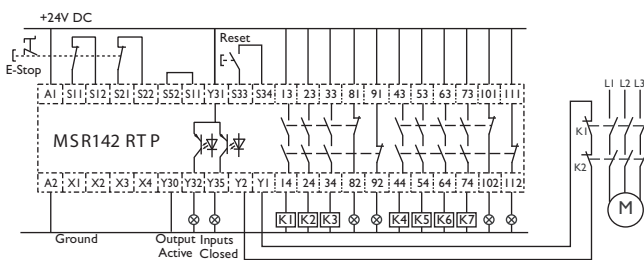 +24V DC
Reset
E-Stop
A1 S11 S12 S21 S22 S52 S11 Y31 S33 S34 13 23 33 81 91 43 53 63 73 101 111
MSR142 RTP
A2 X1 X2 X3 X4 Y30 Y32 Y35 Y2 Y1 14 24 34 82 92 44 54 64 74 102 112
K1 K2 K3 K4 K5 K6 K7
Ground
Output Active
Inputs Closed
L1 L2 L3
K1
K2
M